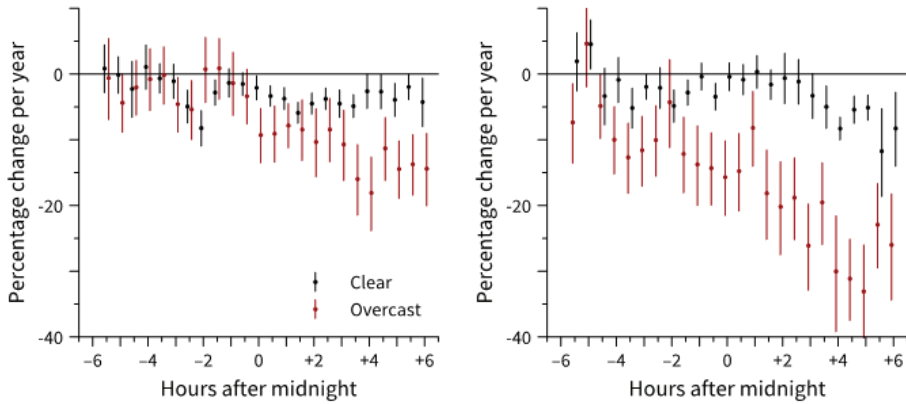 Percentage change per year
0
-20
-40
Clear
Overcast
−6 −4 −2 0 +2 +4 +6
Hours after midnight
Percentage change per year
0
-20
-40
−6 −4 −2 0 +2 +4 +6
Hours after midnight